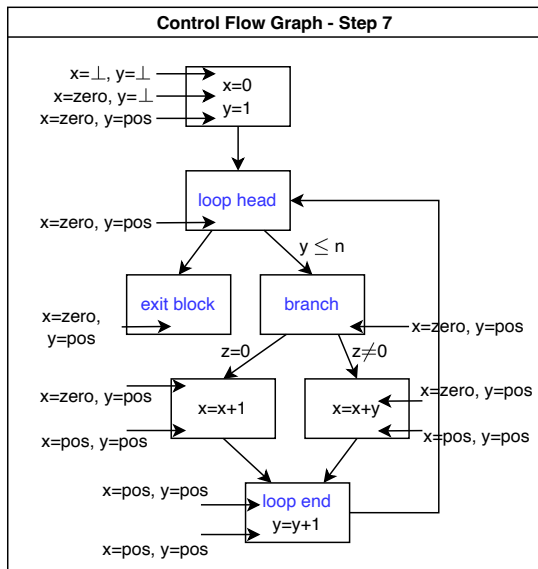 Control Flow Graph - Step 7
x=⊥, y=⊥
x=zero, y=⊥
x=zero, y=pos
x=0
y=1
loop head
x=zero, y=pos
y ≤ n
exit block
branch
x=zero,
y=pos
x=zero, y=pos
z=0
z≠0
x=zero, y=pos
x=pos, y=pos
x=x+1
x=x+y
x=zero, y=pos
x=pos, y=pos
x=pos, y=pos
x=pos, y=pos
loop end
y=y+1